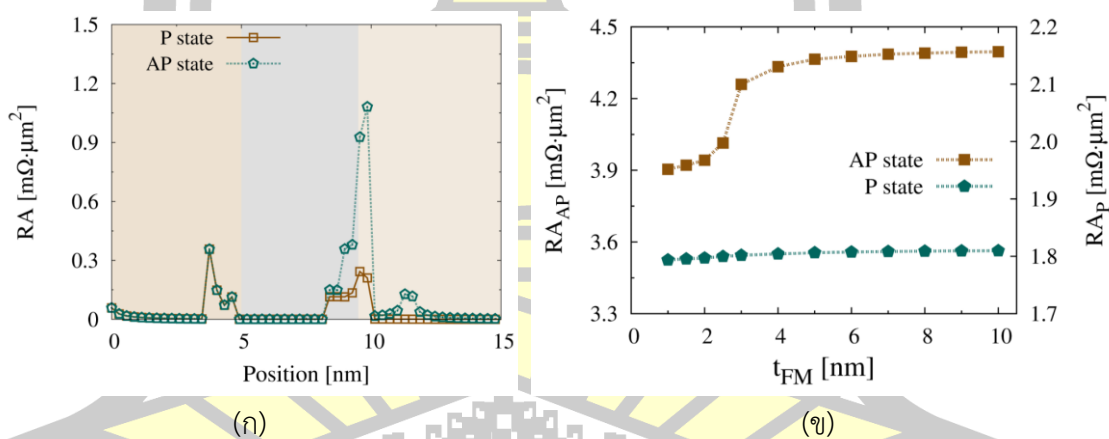 1.5
1.2
0.9
0.6
0.3
0
RA [mΩ·μm²]
P state
AP state
0
5
10
15
Position [nm]
(ก)
4.5
4.2
3.9
3.6
3.3
RA_AP [mΩ·μm²]
AP state
P state
2.2
2.1
2.0
1.9
1.8
1.7
RA_P [mΩ·μm²]
0
2
4
6
8
10
t_FM [nm]
(ข)